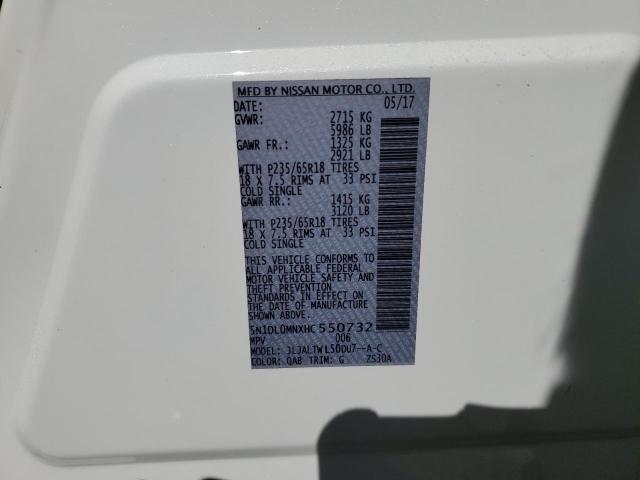 MFD BY NISSAN MOTOR CO., LTD.
DATE: 05/17
GVWR: 2715 KG
5986 LB
GAWR FR.: 1325 KG
2921 LB
WITH P235/65R18 TIRES
18 X 7.5 RIMS AT 33 PSI
COLD SINGLE
GAWR RR.: 1415 KG
3120 LB
WITH P235/65R18 TIRES
18 X 7.5 RIMS AT 33 PSI
COLD SINGLE
THIS VEHICLE CONFORMS TO
ALL APPLICABLE FEDERAL
MOTOR VEHICLE SAFETY AND
THEFT PREVENTION
STANDARDS IN EFFECT ON
THE DATE OF MANUFACTURE
SHOWN ABOVE.
5N1DL0MNXHC550732
MPV 006
MODEL: JLJALTWL50DU7--A-C
COLOR: QAB TRIM: G ZS30A